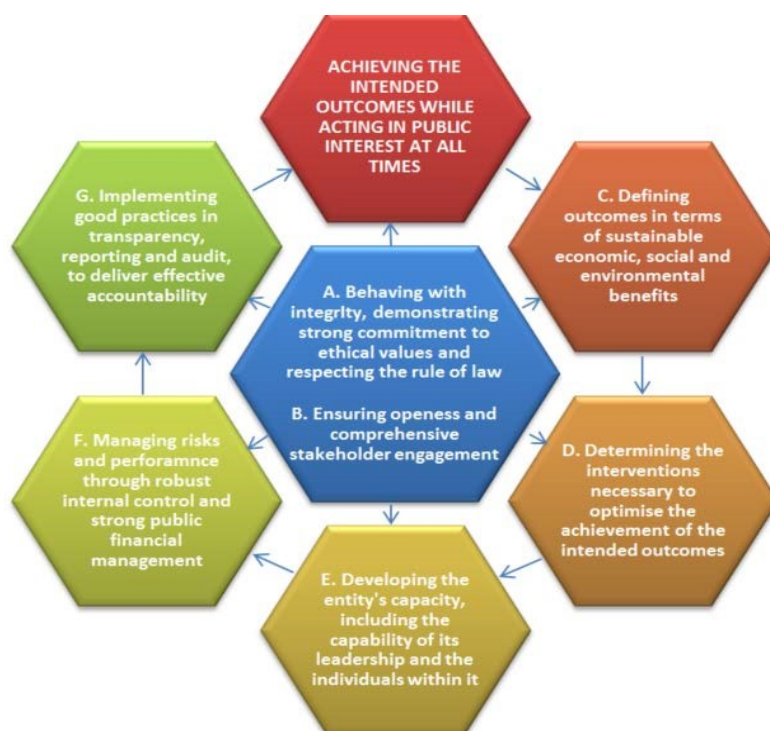 ACHIEVING THE
INTENDED
OUTCOMES WHILE
ACTING IN PUBLIC
INTEREST AT ALL
TIMES
G. Implementing
good practices in
transparency,
reporting and audit,
to deliver effective
accountability
C. Defining
outcomes in terms
of sustainable
economic, social and
environmental
benefits
A. Behaving with
integrIty, demonstrating
strong commitment to
ethical values and
respecting the rule of law
B. Ensuring openess and
comprehensive
stakeholder engagement
F. Managing risks
and perforamnce
through robust
internal control and
strong public
financial
management
D. Determining the
interventions
necessary to
optimise the
achievement of the
intended outcomes
E. Developing the
entity's capacity,
including the
capability of its
leadership and the
individuals within it